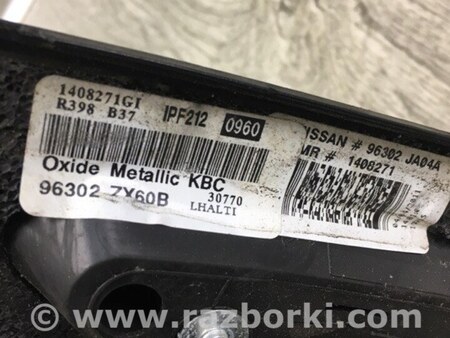 1408271GI
R398 B37
IPF212 0960
Oxide Metallic KBC
96302 ZX60B
30770
LHALTI
NISSAN # 96302 JA04A
MR # 1408271
www.razborki.com